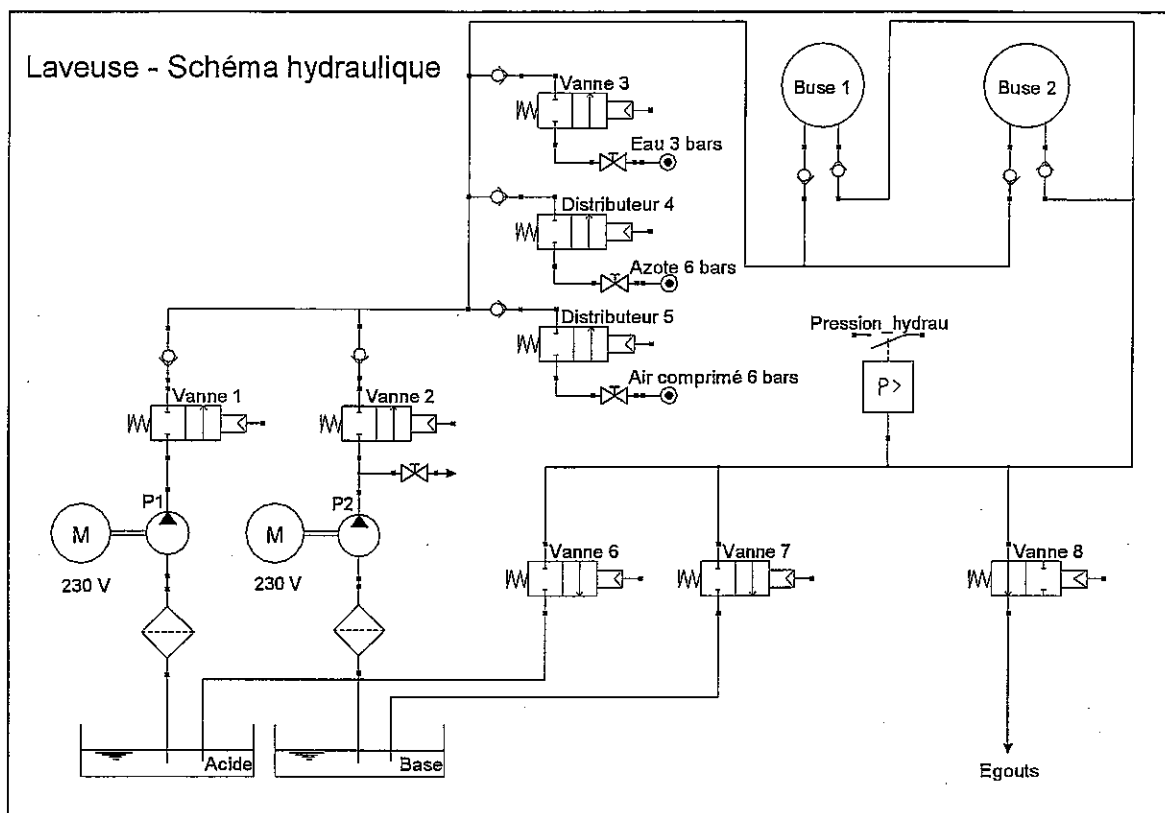 Laveuse - Schéma hydraulique
Vanne 3
Eau 3 bars
Buse 1
Buse 2
Distributeur 4
Azote 6 bars
Distributeur 5
Air comprimé 6 bars
Pression_hydrau
P>
Vanne 1
Vanne 2
P1
P2
M
M
230 V
230 V
Vanne 6
Vanne 7
Vanne 8
Acide
Base
Egouts